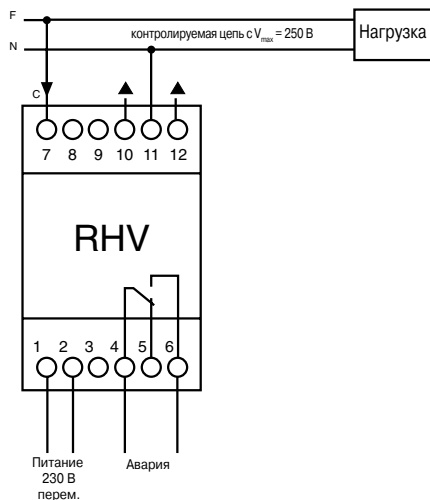 F
N
контролируемая цепь с Vmax = 250 В
Нагрузка
C
7 8 9 10 11 12
RHV
1 2 3 4 5 6
Питание
230 В
перем.
Авария